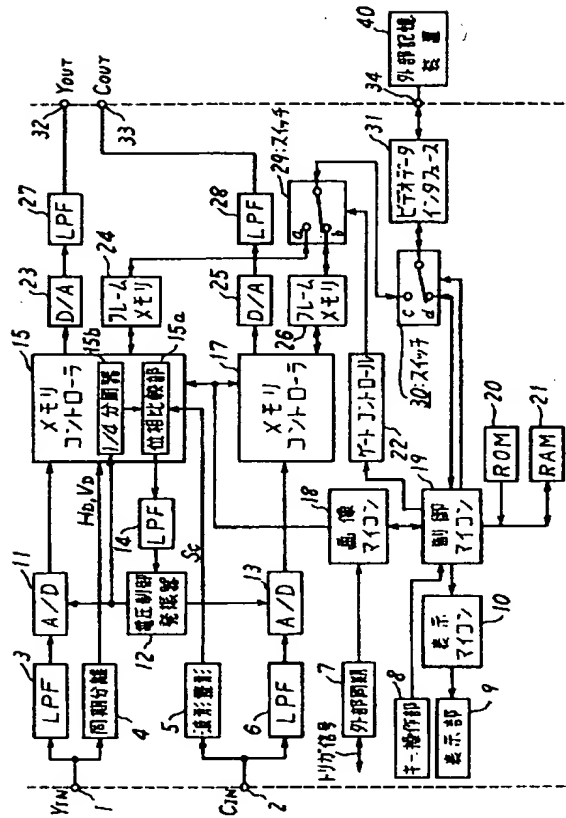 YIN
1
CIN
2
LPF
3
同期分離
4
波形整形
5
LPF
6
トリガ信号
外部同期
7
キー操作部
8
表示部
9
表示
マイコン
10
A/D
11
電圧制御
発振器
12
A/D
13
LPF
14
HD,VD
SC
15
メモリ
コントローラ
15b
1/4分周器
15a
位相比較部
17
メモリ
コントローラ
18
画像
マイコン
19
制御
マイコン
20
ROM
21
RAM
22
ゲートコントロール
23
D/A
24
フレーム
メモリ
25
D/A
26
フレーム
メモリ
27
LPF
28
LPF
29:スイッチ
a
b
30:スイッチ
c
d
31
ビデオデータ
インタフェース
32
YOUT
33
COUT
34
40
外部記憶
装置